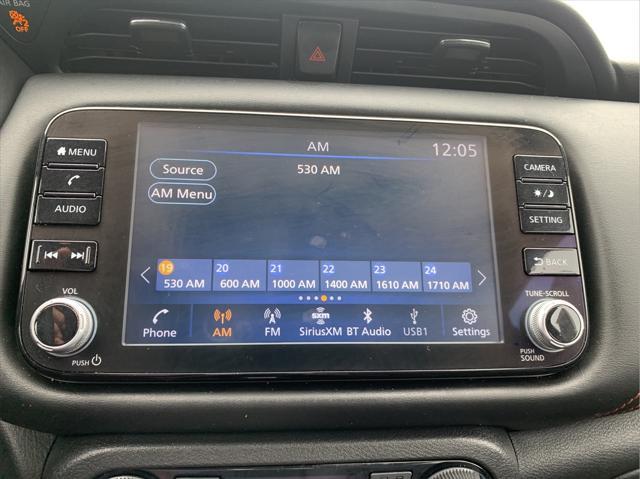 AIR BAG
OFF
MENU
AUDIO
VOL
PUSH
AM
12:05
Source
530 AM
AM Menu
19 20 21 22 23 24
530 AM 600 AM 1000 AM 1400 AM 1610 AM 1710 AM
Phone AM FM SXM SiriusXM BT Audio USB1 Settings
CAMERA
SETTING
BACK
TUNE-SCROLL
PUSH
SOUND